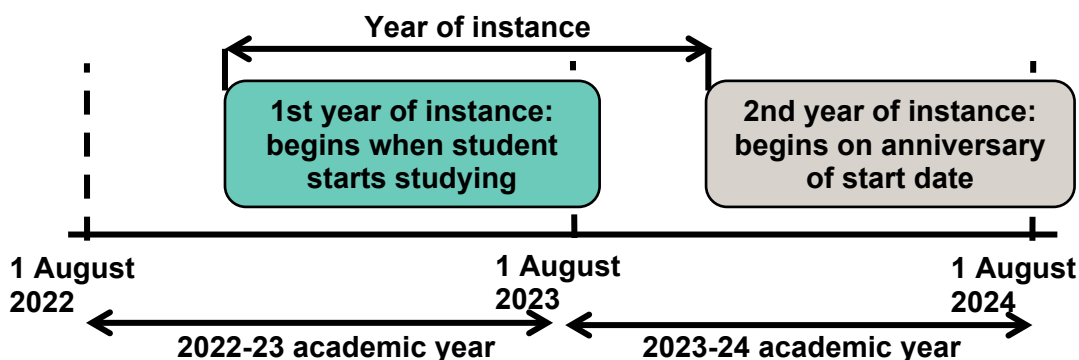 Year of instance
1st year of instance:
begins when student
starts studying
2nd year of instance:
begins on anniversary
of start date
1 August
2022
1 August
2023
1 August
2024
2022-23 academic year
2023-24 academic year